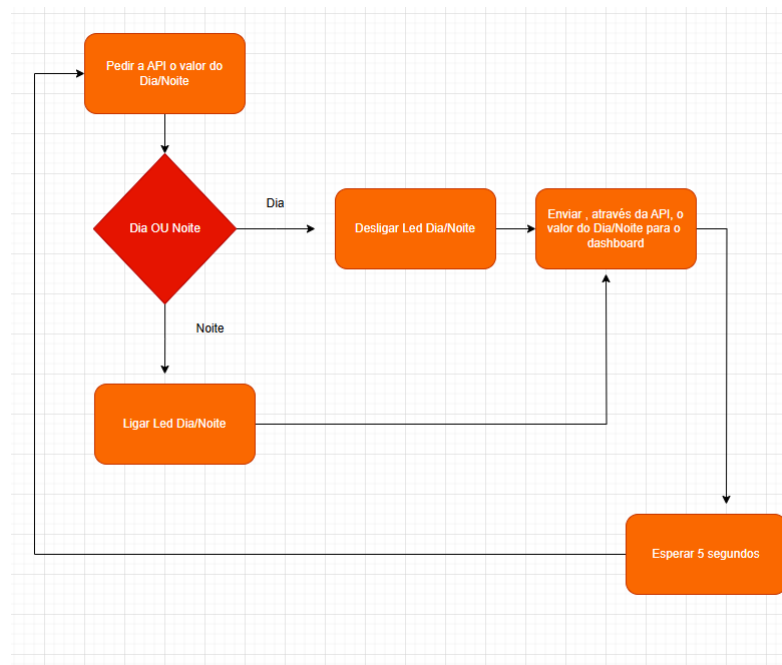 Pedir a API o valor do
Dia/Noite
Dia OU Noite
Dia
Desligar Led Dia/Noite
Enviar , através da API, o
valor do Dia/Noite para o
dashboard
Noite
Ligar Led Dia/Noite
Esperar 5 segundos